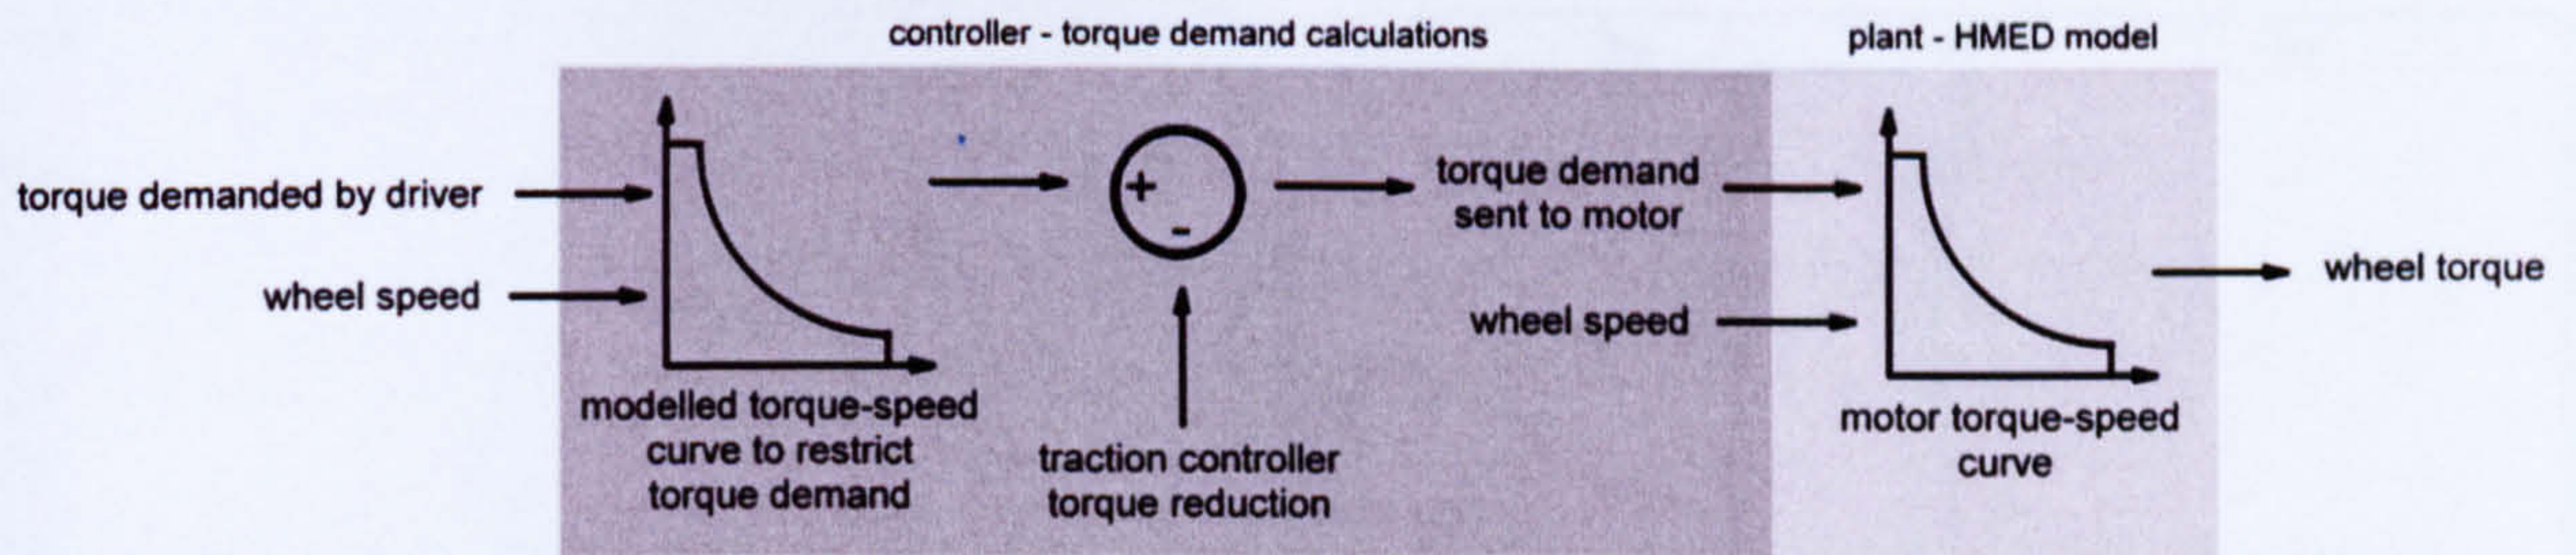 controller - torque demand calculations
plant - HMED model
torque demanded by driver
wheel speed
modelled torque-speed
curve to restrict
torque demand
+
-
traction controller
torque reduction
torque demand
sent to motor
wheel speed
motor torque-speed
curve
wheel torque